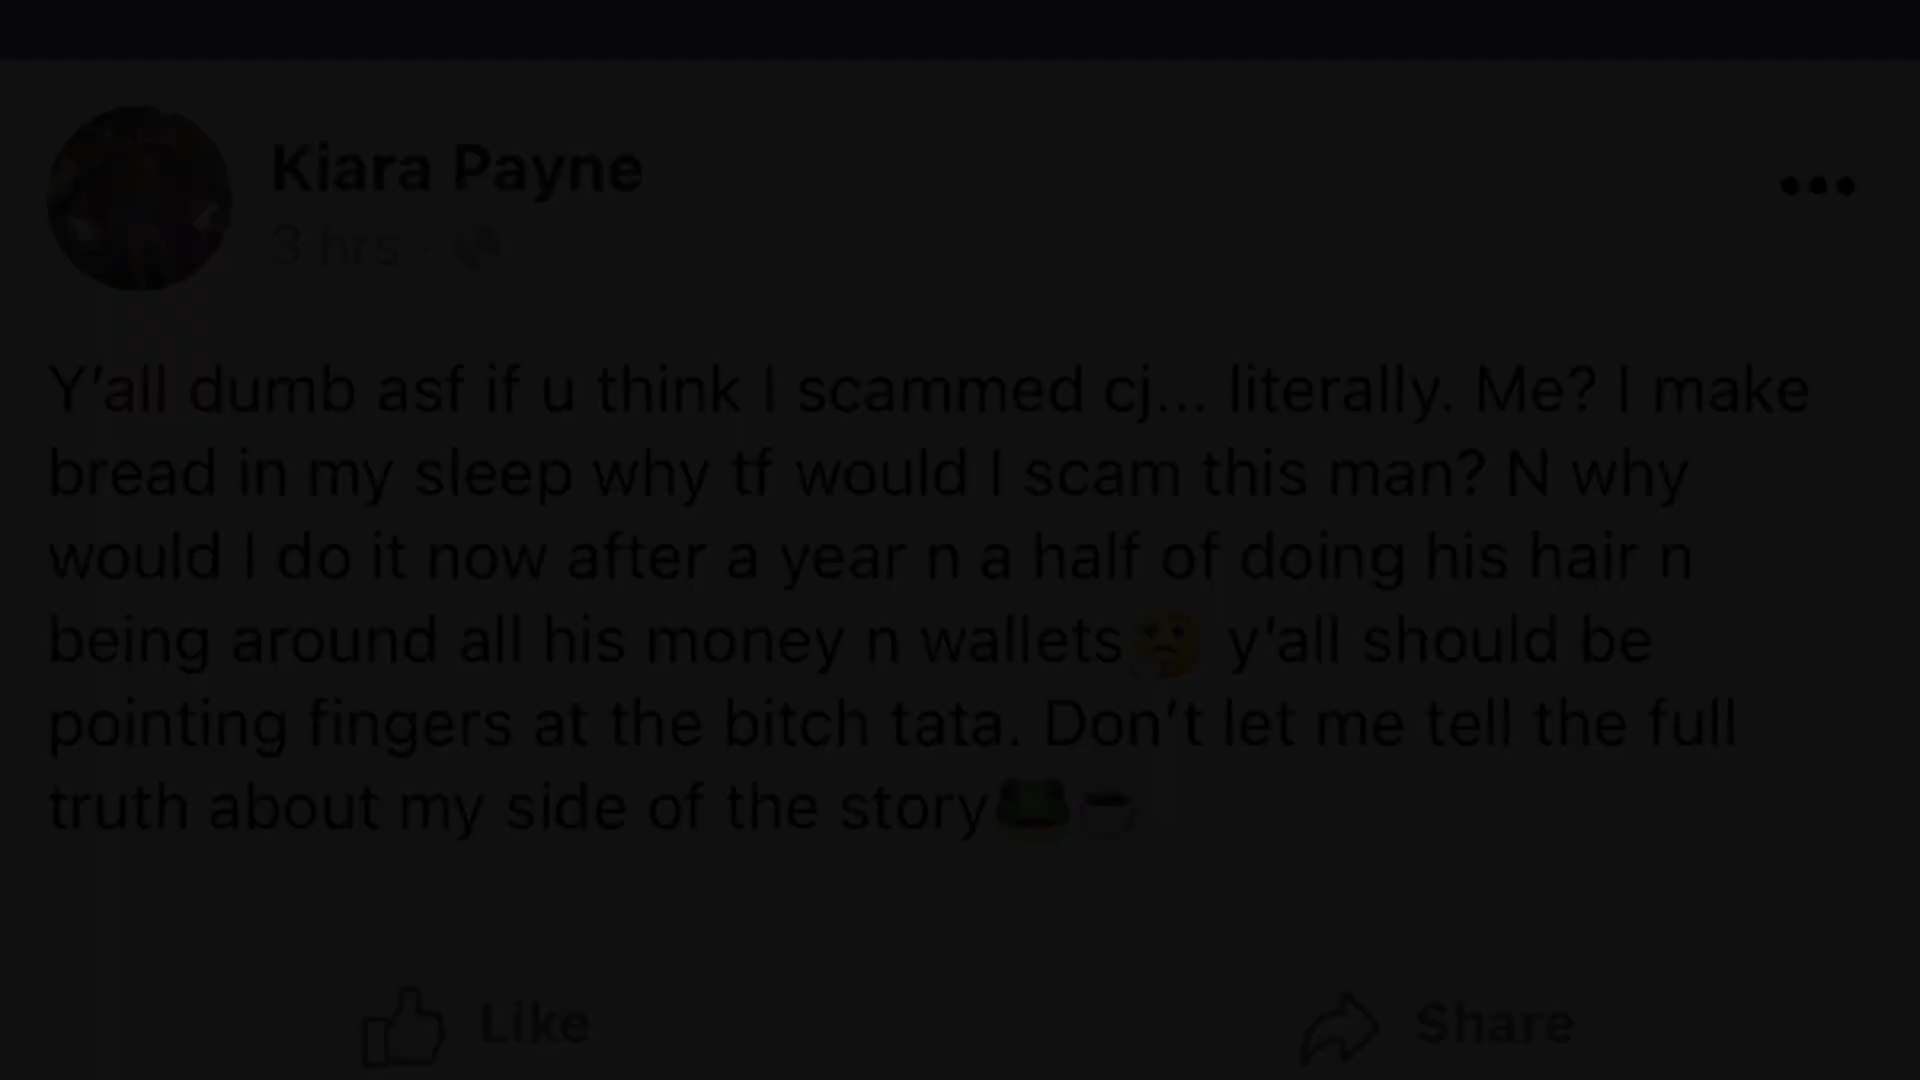 Kiara Payne
3 hrs ·
Y'all dumb asf if u think I scammed cj... literally. Me? I make
bread in my sleep why tf would I scam this man? N why
would I do it now after a year n a half of doing his hair n
being around all his money n wallets🤔 y'all should be
pointing fingers at the bitch tata. Don't let me tell the full
truth about my side of the story🐸☕
Like
Share